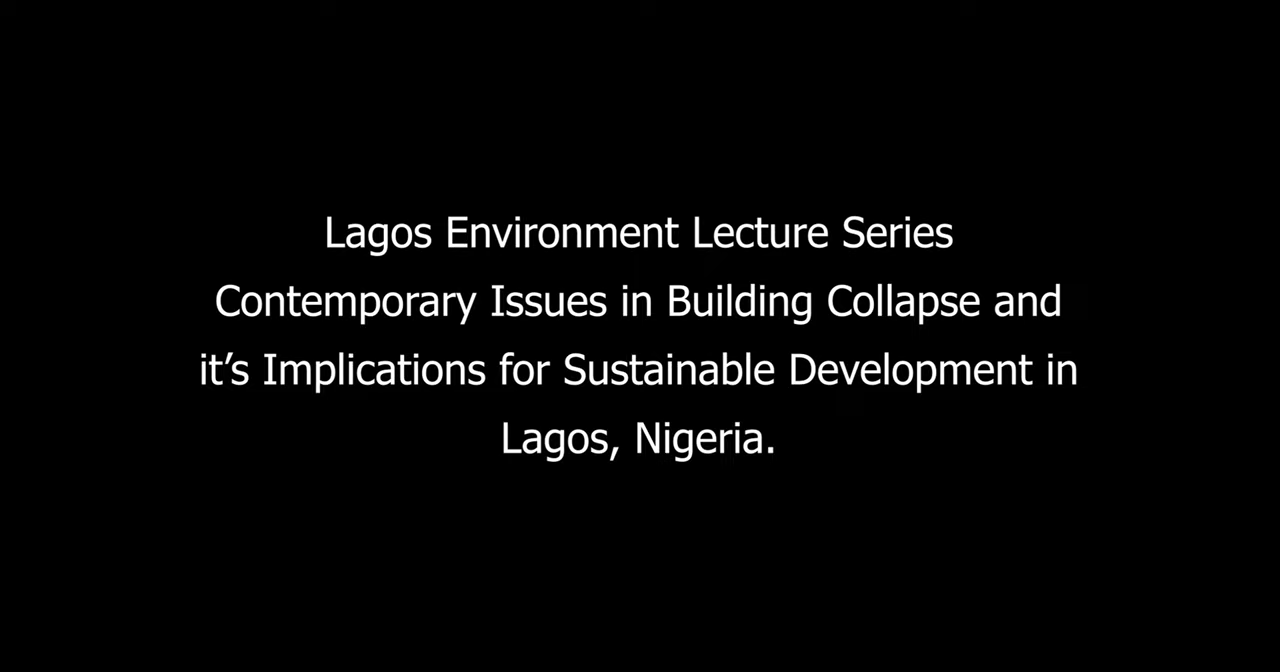 Lagos Environment Lecture Series
Contemporary Issues in Building Collapse and
it’s Implications for Sustainable Development in
Lagos, Nigeria.